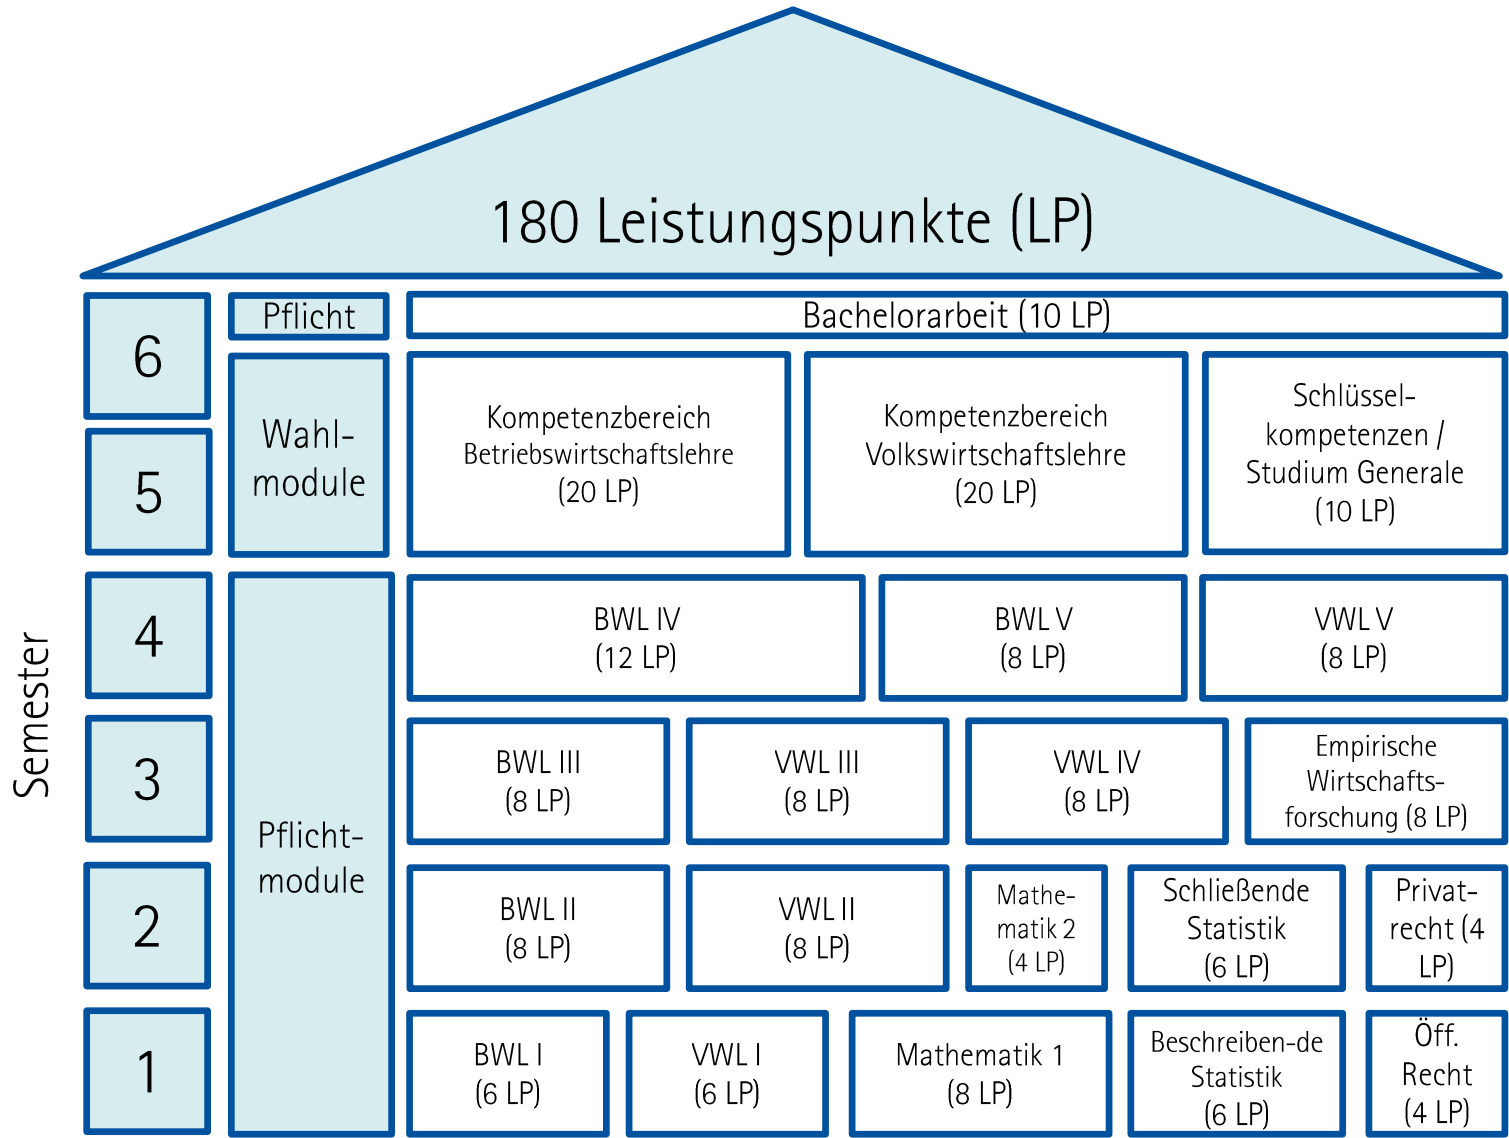 180 Leistungspunkte (LP)
Semester
6
Pflicht
Bachelorarbeit (10 LP)
5
Wahl-
module
Kompetenzbereich
Betriebswirtschaftslehre
(20 LP)
Kompetenzbereich
Volkswirtschaftslehre
(20 LP)
Schlüssel-
kompetenzen /
Studium Generale
(10 LP)
4
Pflicht-
module
BWL IV
(12 LP)
BWL V
(8 LP)
VWL V
(8 LP)
3
BWL III
(8 LP)
VWL III
(8 LP)
VWL IV
(8 LP)
Empirische
Wirtschafts-
forschung (8 LP)
2
BWL II
(8 LP)
VWL II
(8 LP)
Mathe-
matik 2
(4 LP)
Schließende
Statistik
(6 LP)
Privat-
recht (4
LP)
1
BWL I
(6 LP)
VWL I
(6 LP)
Mathematik 1
(8 LP)
Beschreiben-de
Statistik
(6 LP)
Öff.
Recht
(4 LP)